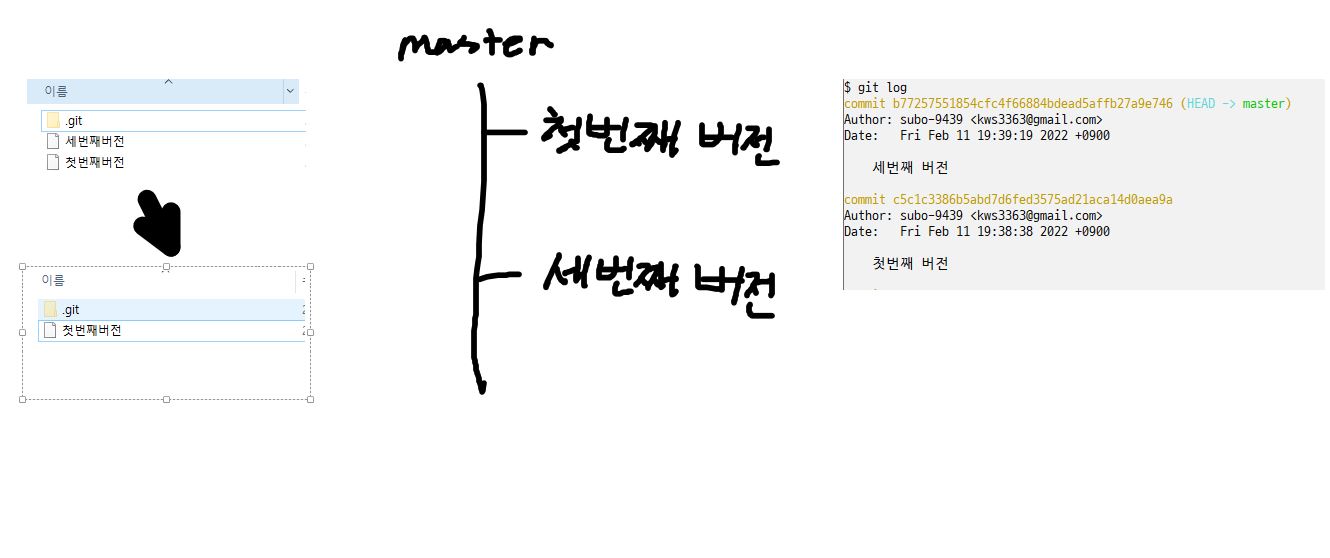 master
이름
.git
세번째버전
첫번째버전
이름
.git
첫번째버전
첫번째 버전
세번째 버전
$ git log
commit b77257551854cfc4f66884bdead5affb27a9e746 (HEAD -> master)
Author: subo-9439 <kws3363@gmail.com>
Date:   Fri Feb 11 19:39:19 2022 +0900
세번째 버전
commit c5c1c3386b5abd7d6fed3575ad21aca14d0aea9a
Author: subo-9439 <kws3363@gmail.com>
Date:   Fri Feb 11 19:38:38 2022 +0900
첫번째 버전